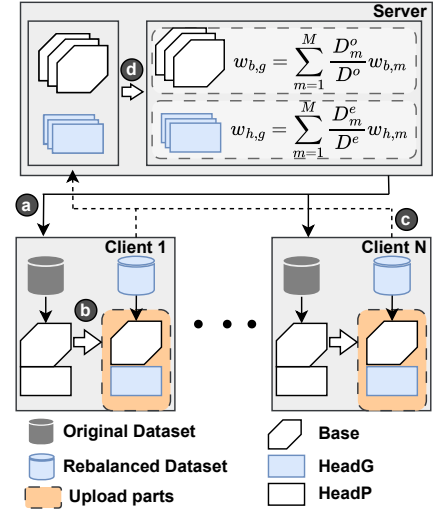 Server
d
w_{b,g} = \sum_{m=1}^{M} \frac{D_m^o}{D^o} w_{b,m}
w_{h,g} = \sum_{m=1}^{M} \frac{D_m^e}{D^e} w_{h,m}
a
c
Client 1
Client N
b
• • •
Original Dataset
Base
Rebalanced Dataset
HeadG
Upload parts
HeadP